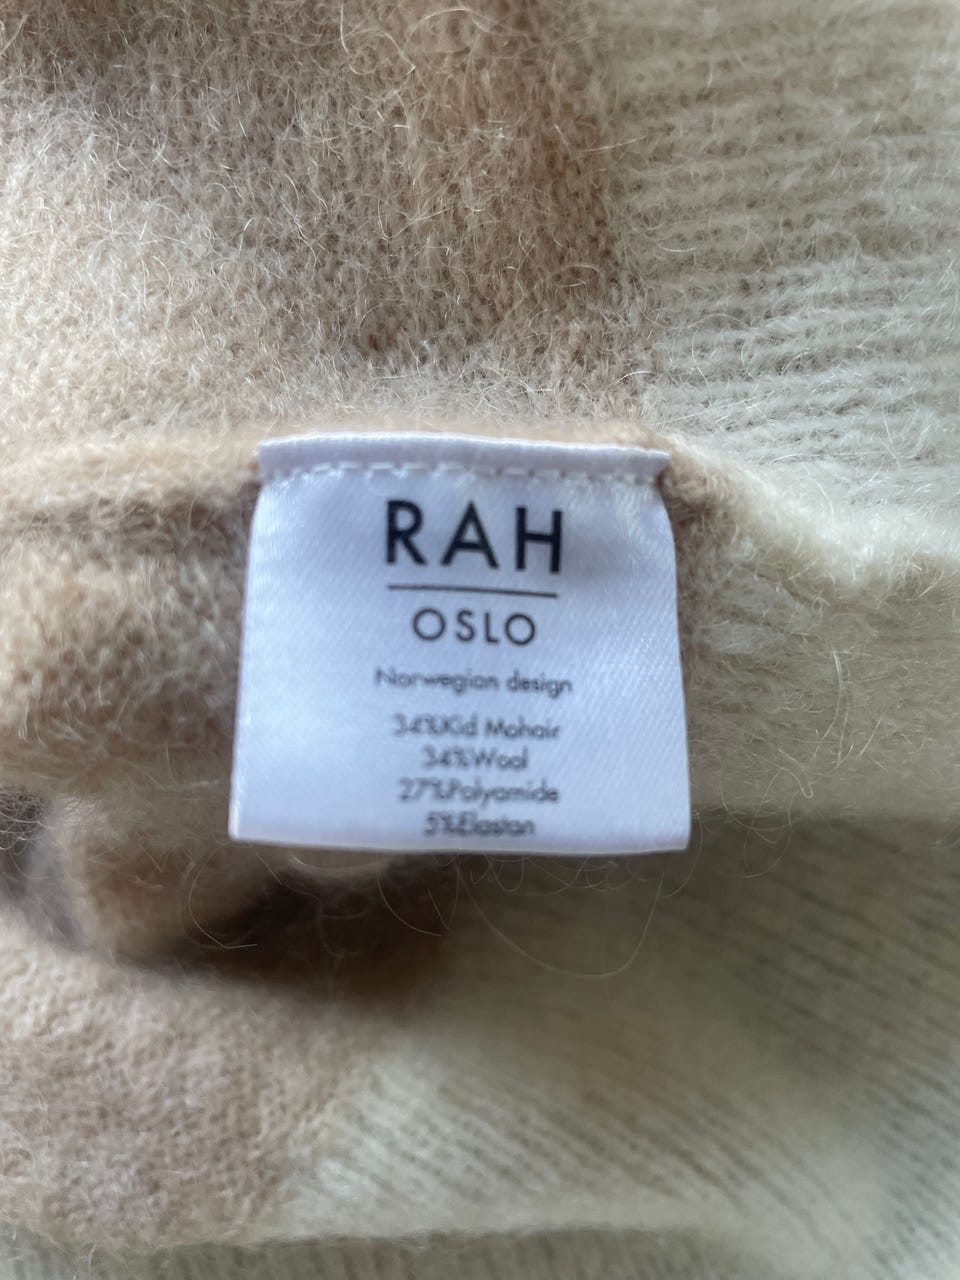 RAH
OSLO
Norwegian design
34%Kid Mohair
34%Wool
27%Polyamide
5%Elastan